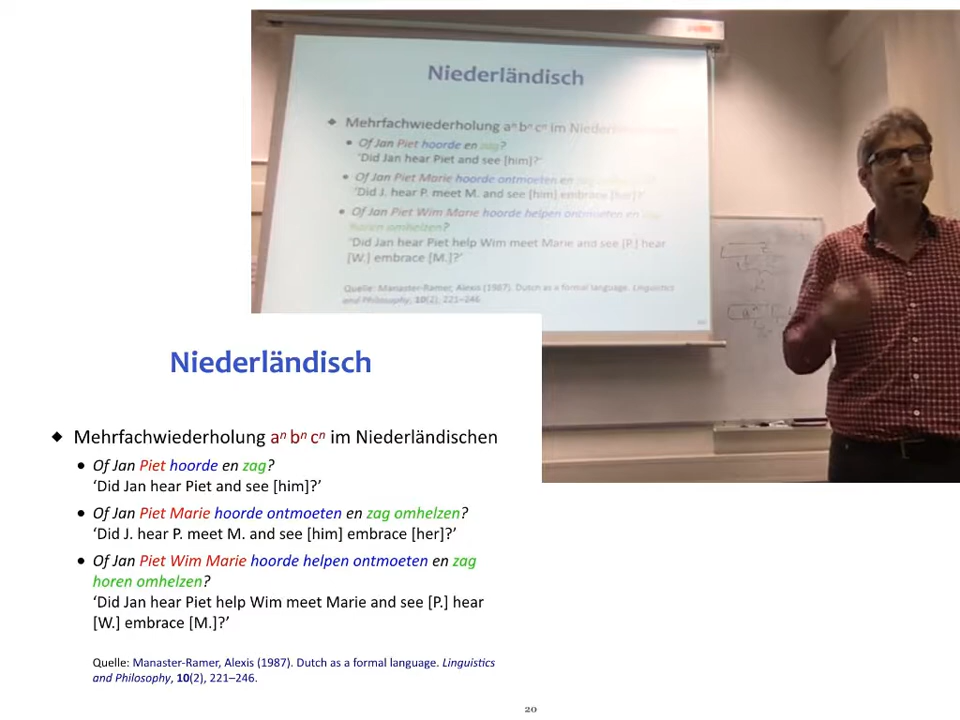 Niederländisch
◆ Mehrfachwiederholung aⁿ bⁿ cⁿ im
• Of Jan Piet hoorde en zag?
‘Did Jan hear Piet and see [him]?’
• Of Jan Piet Marie hoorde ontmoeten en
‘Did J. hear P. meet M. and see [him] embrace [her]?’
• Of Jan Piet Wim Marie hoorde helpen ontmoeten en zag
horen omhelzen?
‘Did Jan hear Piet help Wim meet Marie and see [P.] hear
[W.] embrace [M.]?’
Quelle: Manaster-Ramer, Alexis (1987). Dutch as a formal language. Linguistics
and Philosophy, 10(2), 221–246.
Niederländisch
◆ Mehrfachwiederholung aⁿ bⁿ cⁿ im Niederländischen
• Of Jan Piet hoorde en zag?
‘Did Jan hear Piet and see [him]?’
• Of Jan Piet Marie hoorde ontmoeten en zag omhelzen?
‘Did J. hear P. meet M. and see [him] embrace [her]?’
• Of Jan Piet Wim Marie hoorde helpen ontmoeten en zag
horen omhelzen?
‘Did Jan hear Piet help Wim meet Marie and see [P.] hear
[W.] embrace [M.]?’
Quelle: Manaster-Ramer, Alexis (1987). Dutch as a formal language. Linguistics
and Philosophy, 10(2), 221–246.
20